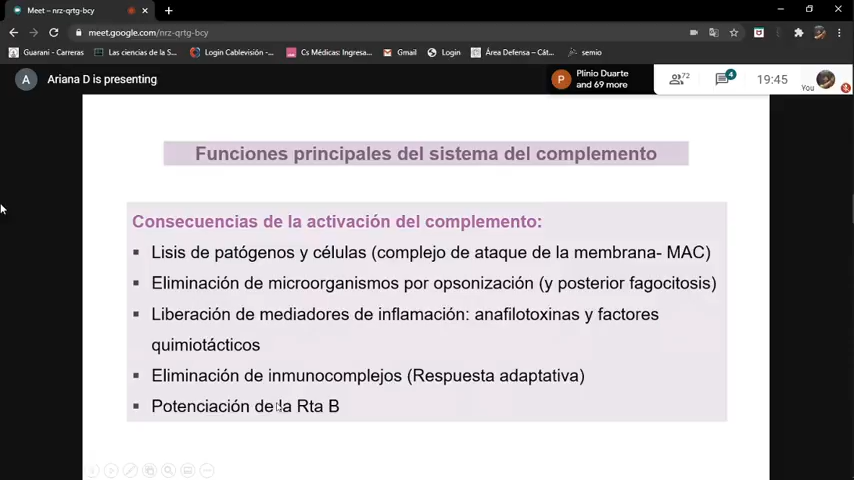 Meet – nrz-qrtg-bcy
meet.google.com/nrz-qrtg-bcy
Guarani - Carreras
Las ciencias de la S...
Login Cablevisión...
Cs Médicas: Ingresa...
Gmail
Login
Área Defensa – Cát...
semio
A
Ariana D is presenting
P
Plinio Duarte
and 69 more
72
4
19:45
You
Funciones principales del sistema del complemento
Consecuencias de la activación del complemento:
▪ Lisis de patógenos y células (complejo de ataque de la membrana- MAC)
▪ Eliminación de microorganismos por opsonización (y posterior fagocitosis)
▪ Liberación de mediadores de inflamación: anafilotoxinas y factores
quimiotácticos
▪ Eliminación de inmunocomplejos (Respuesta adaptativa)
▪ Potenciación de la Rta B